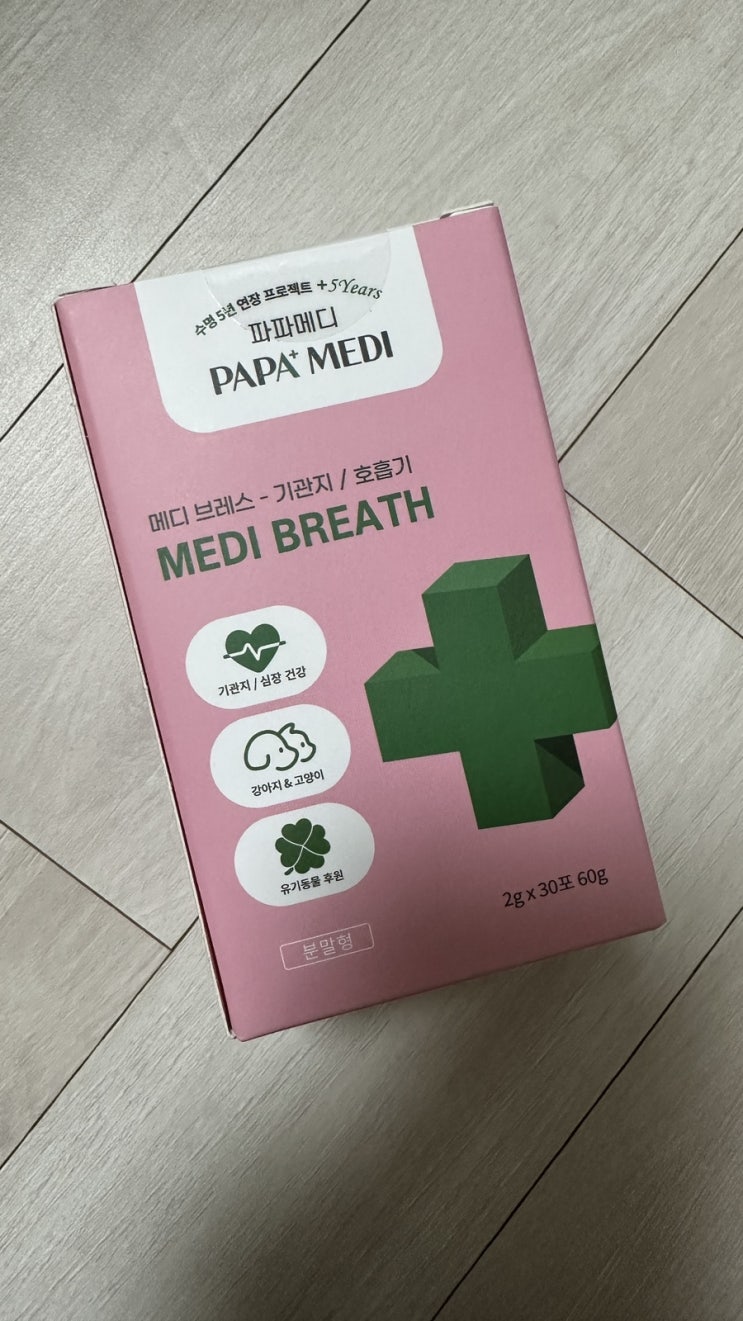 수명 5년 연장 프로젝트 +5Years
파파메디
PAPA+ MEDI
메디 브레스 - 기관지 / 호흡기
MEDI BREATH
기관지 / 심장 건강
강아지 & 고양이
유기동물 후원
2g x 30포 60g
분말형